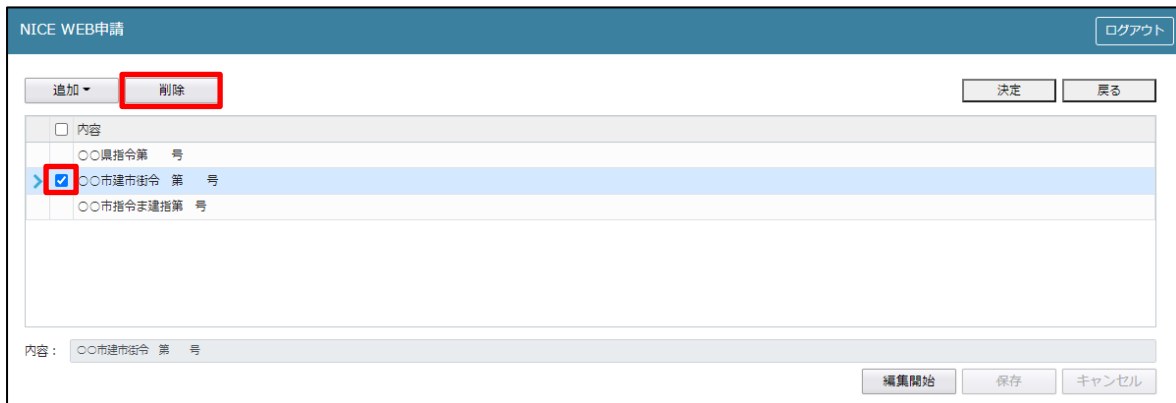 NICE WEB申請 ログアウト
追加 削除 決定 戻る
内容
○○県指令第　　号
○○市建市街令　第　　号
○○市指令ま建指第　号
内容： ○○市建市街令　第　　号
編集開始 保存 キャンセル